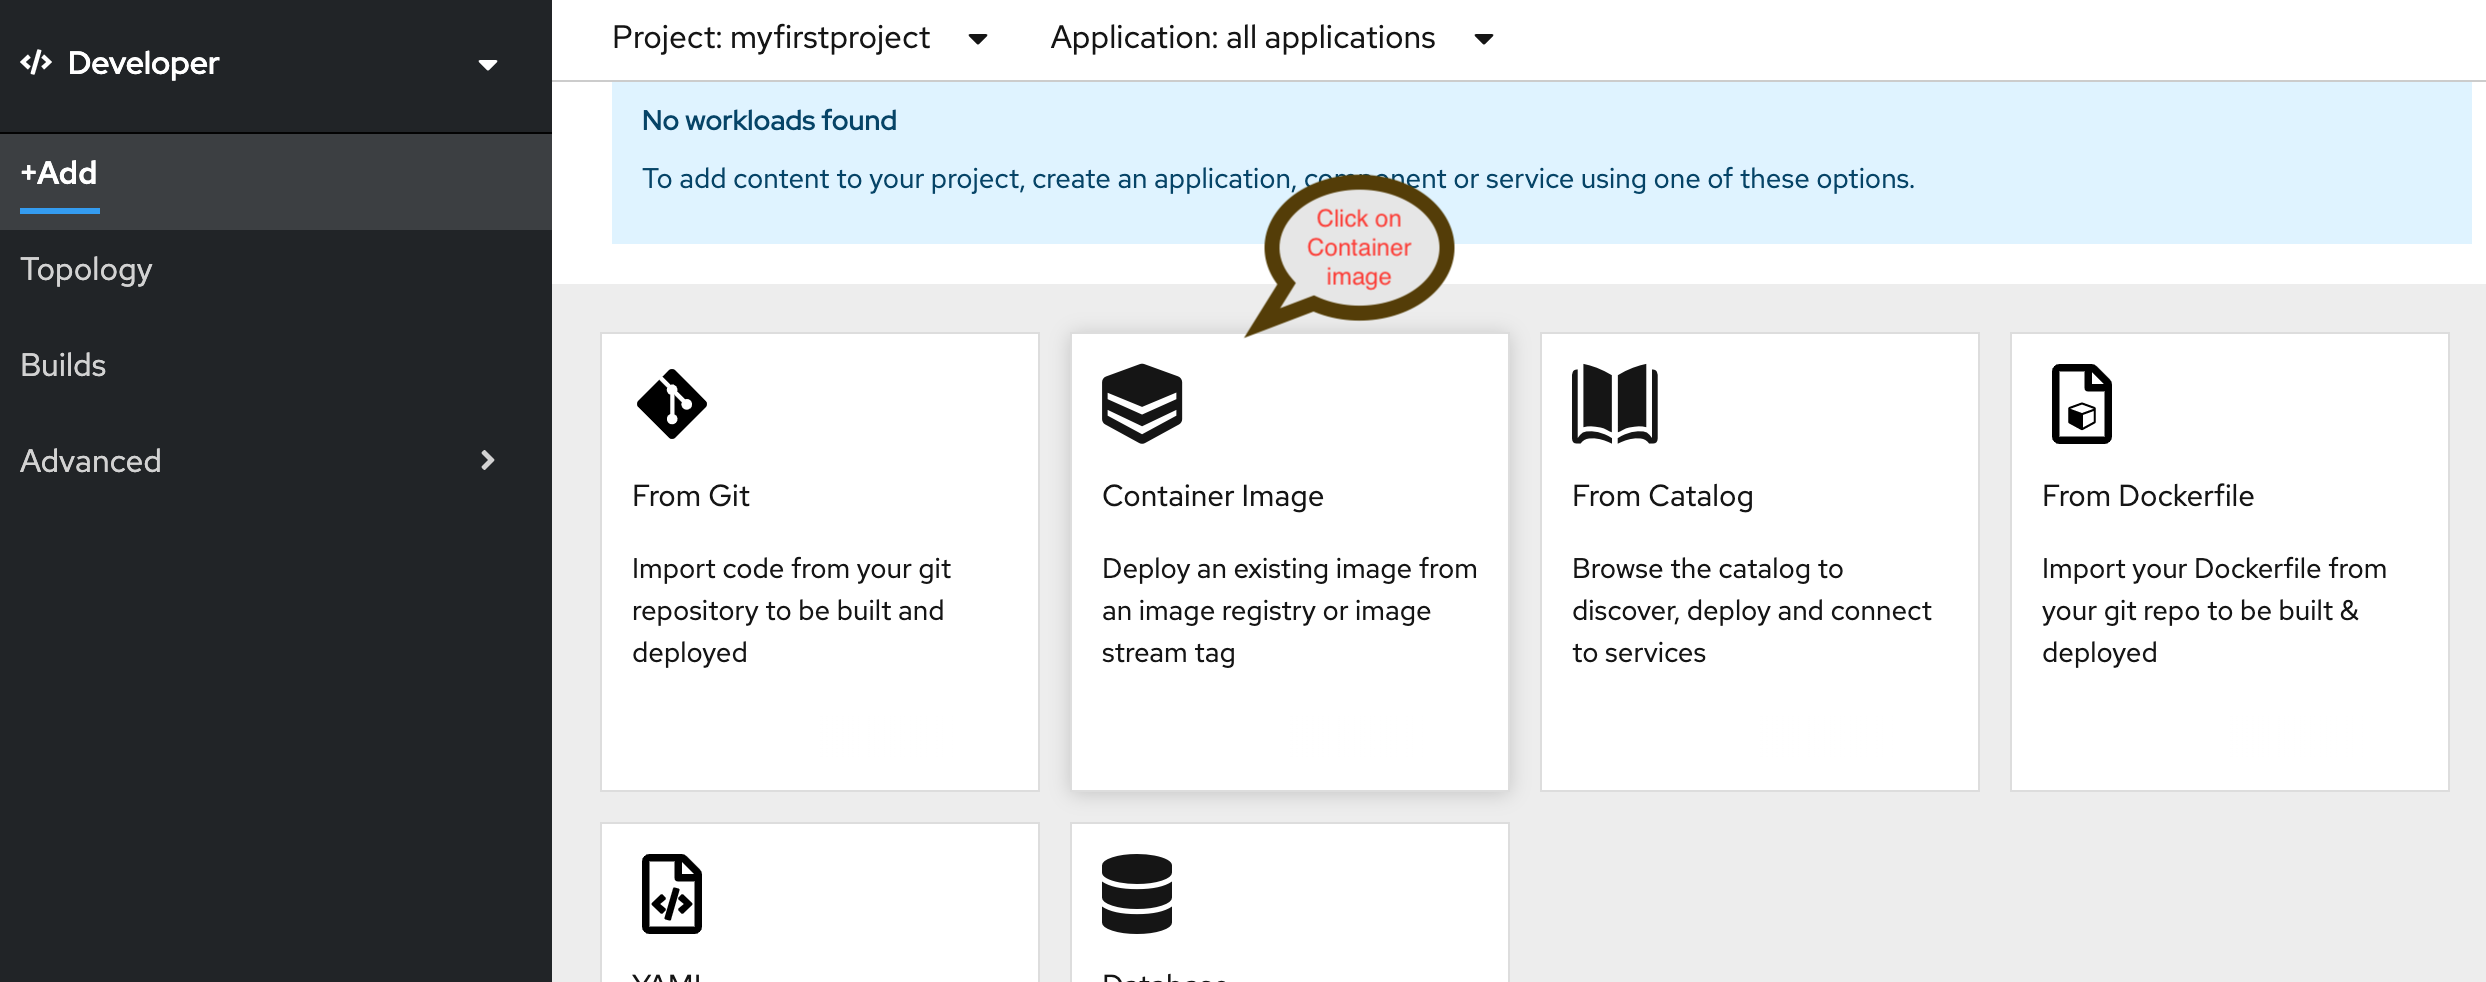 Developer
Project: myfirstproject
Application: all applications
+Add
Topology
Builds
Advanced
No workloads found
To add content to your project, create an application, component or service using one of these options.
Click on
Container
image
From Git
Import code from your git
repository to be built and
deployed
Container Image
Deploy an existing image from
an image registry or image
stream tag
From Catalog
Browse the catalog to
discover, deploy and connect
to services
From Dockerfile
Import your Dockerfile from
your git repo to be built &
deployed
YAML
Database